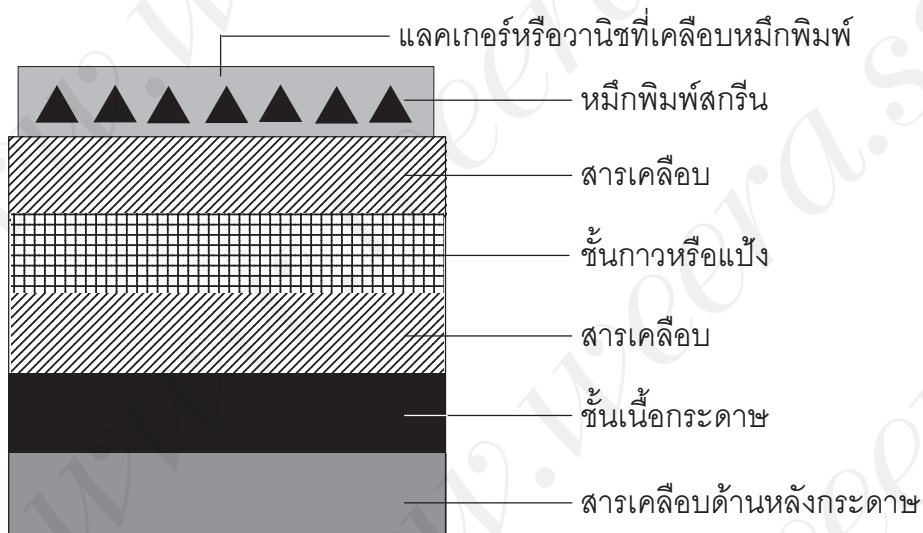 แลคเกอร์หรือวานิชที่เคลือบหมึกพิมพ์
หมึกพิมพ์สกรีน
สารเคลือบ
ชั้นกาวหรือแป้ง
สารเคลือบ
ชั้นเนื้อกระดาษ
สารเคลือบด้านหลังกระดาษ